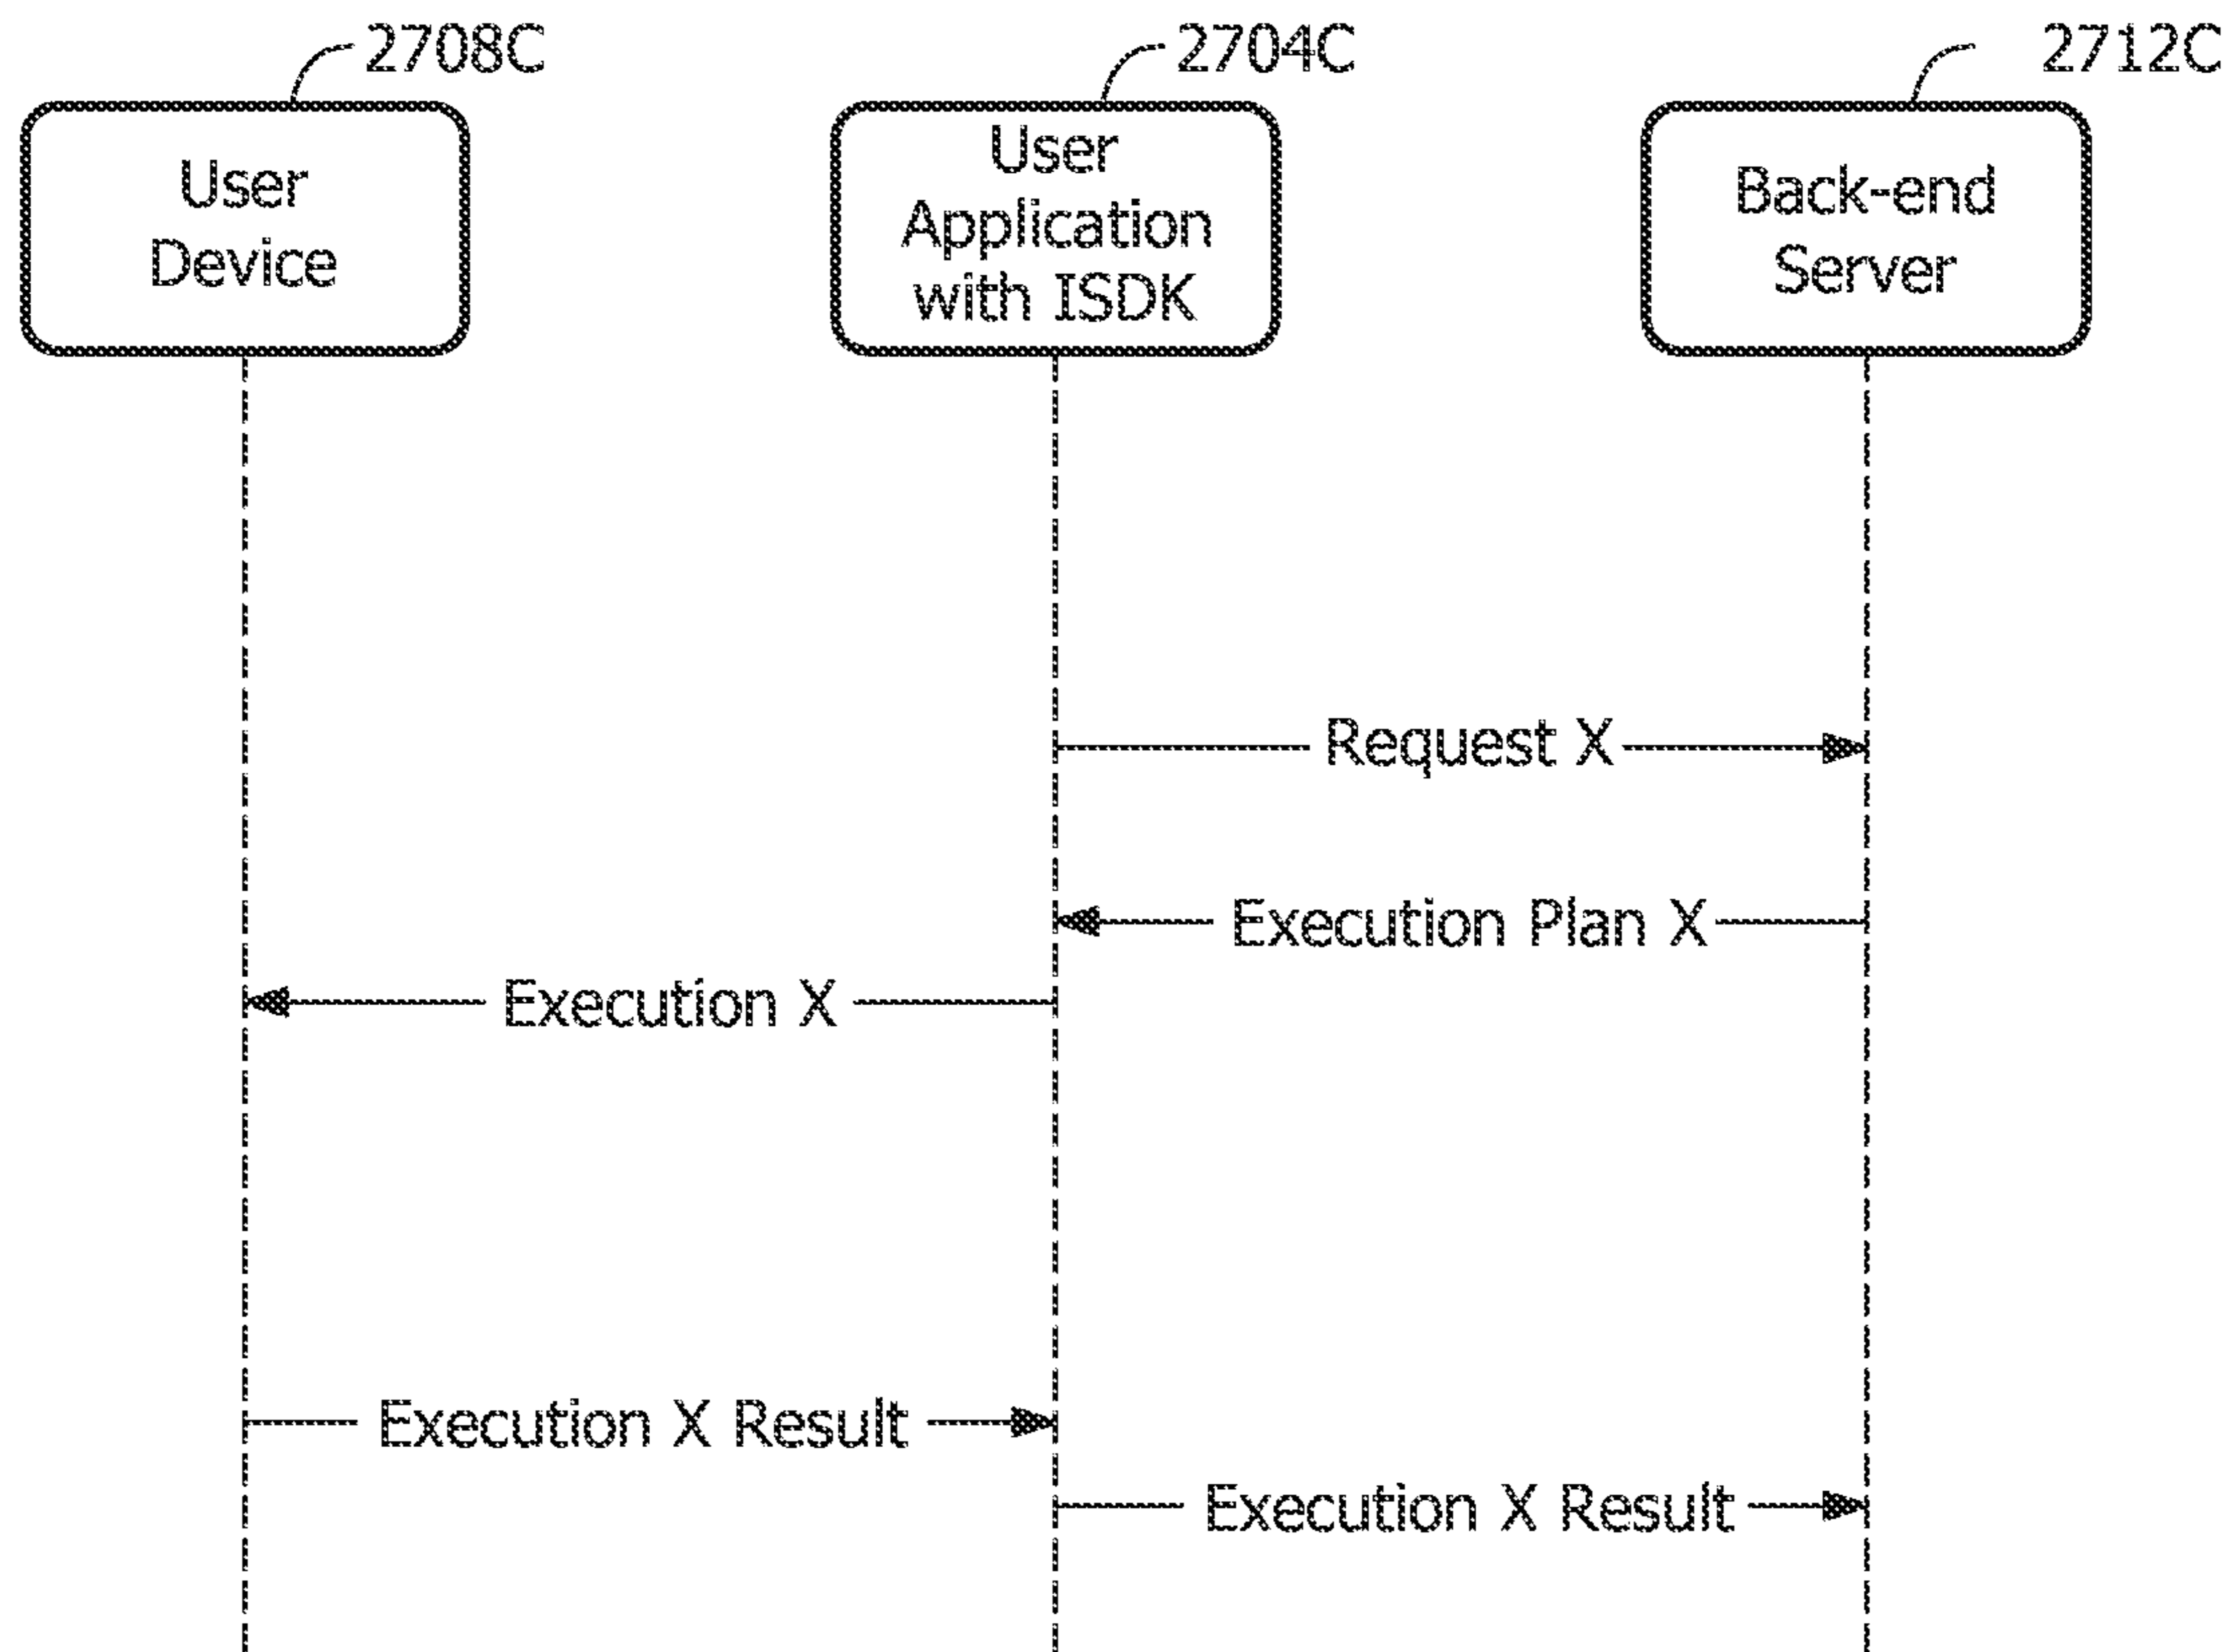 2708C
2704C
2712C
User
Device
User
Application
with ISDK
Back-end
Server
Request X
Execution Plan X
Execution X
Execution X Result
Execution X Result